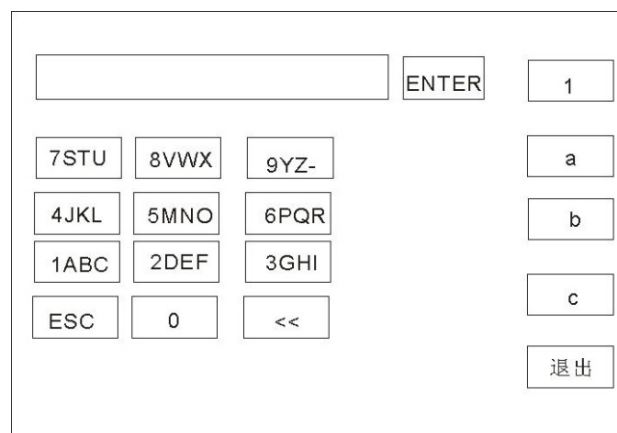 ENTER
1
7STU 8VWX 9YZ-
a
4JKL 5MNO 6PQR
b
1ABC 2DEF 3GHI
c
ESC 0 <<
退出